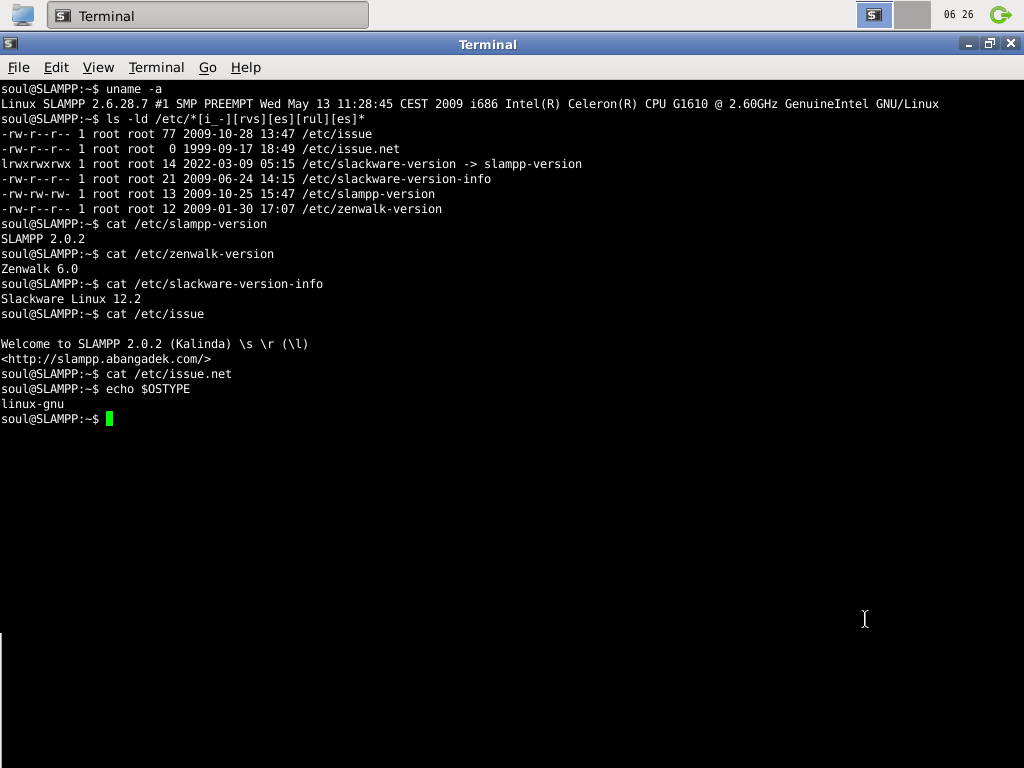 Terminal
06 26
Terminal
File Edit View Terminal Go Help
soul@SLAMPP:~$ uname -a
Linux SLAMPP 2.6.28.7 #1 SMP PREEMPT Wed May 13 11:28:45 CEST 2009 i686 Intel(R) Celeron(R) CPU G1610 @ 2.60GHz GenuineIntel GNU/Linux
soul@SLAMPP:~$ ls -ld /etc/*[i_-][rvs][es][rul][es]*
-rw-r--r-- 1 root root 77 2009-10-28 13:47 /etc/issue
-rw-r--r-- 1 root root  0 1999-09-17 18:49 /etc/issue.net
lrwxrwxrwx 1 root root 14 2022-03-09 05:15 /etc/slackware-version -> slampp-version
-rw-r--r-- 1 root root 21 2009-06-24 14:15 /etc/slackware-version-info
-rw-rw-rw- 1 root root 13 2009-10-25 15:47 /etc/slampp-version
-rw-r--r-- 1 root root 12 2009-01-30 17:07 /etc/zenwalk-version
soul@SLAMPP:~$ cat /etc/slampp-version
SLAMPP 2.0.2
soul@SLAMPP:~$ cat /etc/zenwalk-version
Zenwalk 6.0
soul@SLAMPP:~$ cat /etc/slackware-version-info
Slackware Linux 12.2
soul@SLAMPP:~$ cat /etc/issue
Welcome to SLAMPP 2.0.2 (Kalinda) \s \r (\l)
<http://slampp.abangadek.com/>
soul@SLAMPP:~$ cat /etc/issue.net
soul@SLAMPP:~$ echo $OSTYPE
linux-gnu
soul@SLAMPP:~$